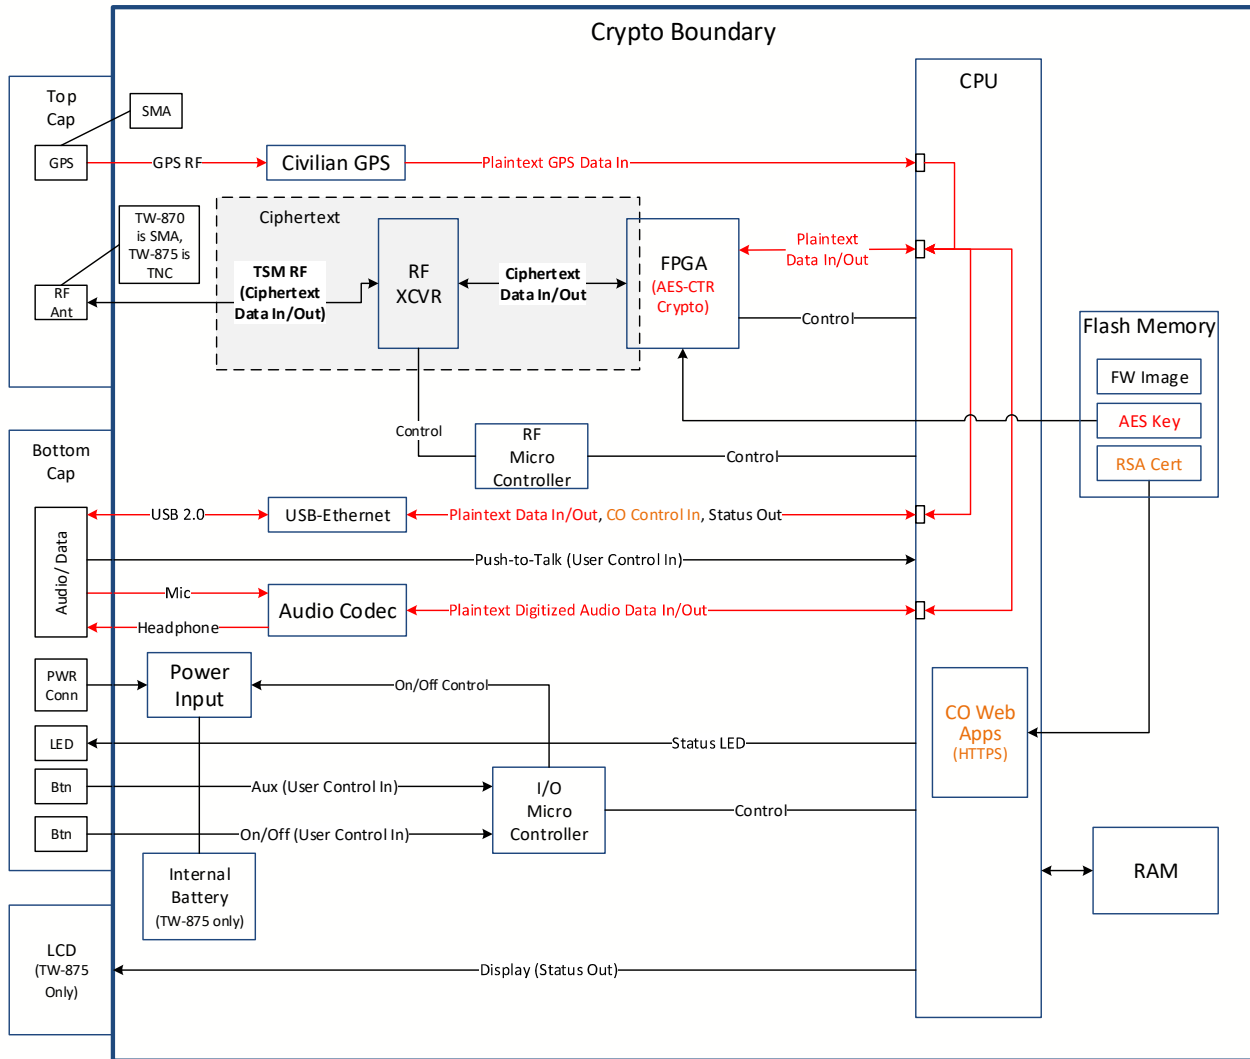 Crypto Boundary
Top
Cap
SMA
CPU
GPS
GPS RF
Civilian GPS
Plaintext GPS Data In
TW-870
is SMA,
TW-875 is
TNC
Ciphertext
RF
XCVR
FPGA
(AES-CTR
Crypto)
Plaintext
Data In/Out
TSM RF
(Ciphertext
Data In/Out)
Ciphertext
Data In/Out
RF
Ant
Control
Flash Memory
FW Image
AES Key
RSA Cert
Bottom
Cap
Control
RF
Micro
Controller
Control
Audio/ Data
USB 2.0
USB-Ethernet
Plaintext Data In/Out, CO Control In, Status Out
Push-to-Talk (User Control In)
Mic
Audio Codec
Plaintext Digitized Audio Data In/Out
Headphone
PWR
Conn
Power
Input
On/Off Control
CO Web
Apps
(HTTPS)
LED
Status LED
Btn
Aux (User Control In)
I/O
Micro
Controller
Control
Btn
On/Off (User Control In)
Internal
Battery
(TW-875 only)
RAM
LCD
(TW-875
Only)
Display (Status Out)